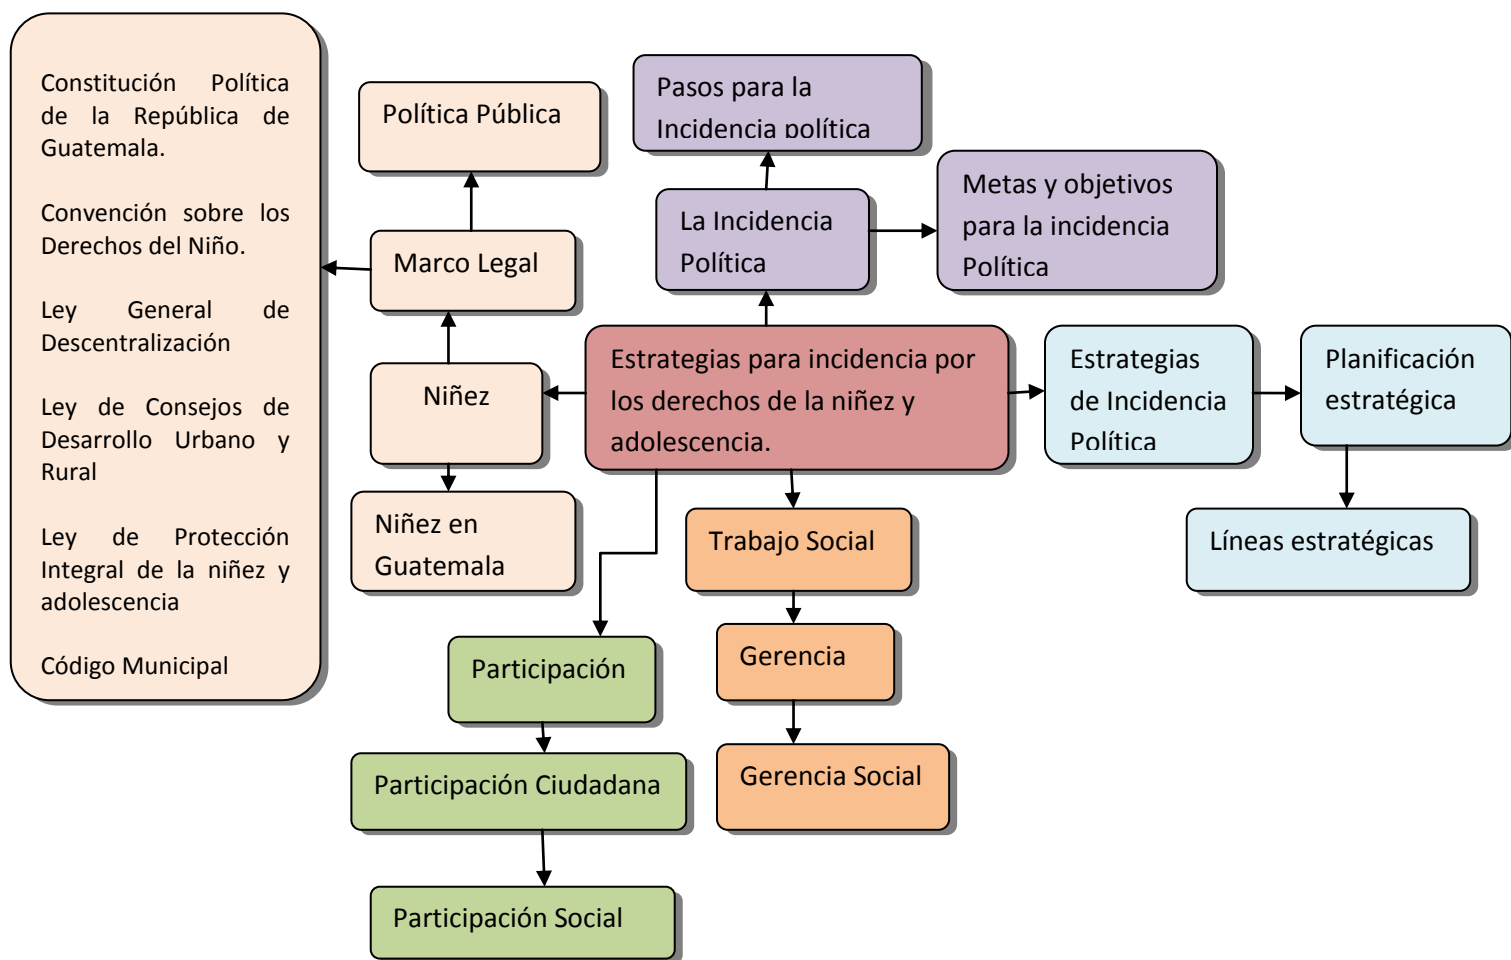 Constitución Política
de la República de
Guatemala.
Convención sobre los
Derechos del Niño.
Ley General de
Descentralización
Ley de Consejos de
Desarrollo Urbano y
Rural
Ley de Protección
Integral de la niñez y
adolescencia
Código Municipal
Política Pública
Marco Legal
Niñez
Niñez en
Guatemala
Pasos para la
Incidencia política
La Incidencia
Política
Metas y objetivos
para la incidencia
Política
Estrategias para incidencia por
los derechos de la niñez y
adolescencia.
Estrategias
de Incidencia
Política
Planificación
estratégica
Líneas estratégicas
Trabajo Social
Gerencia
Gerencia Social
Participación
Participación Ciudadana
Participación Social